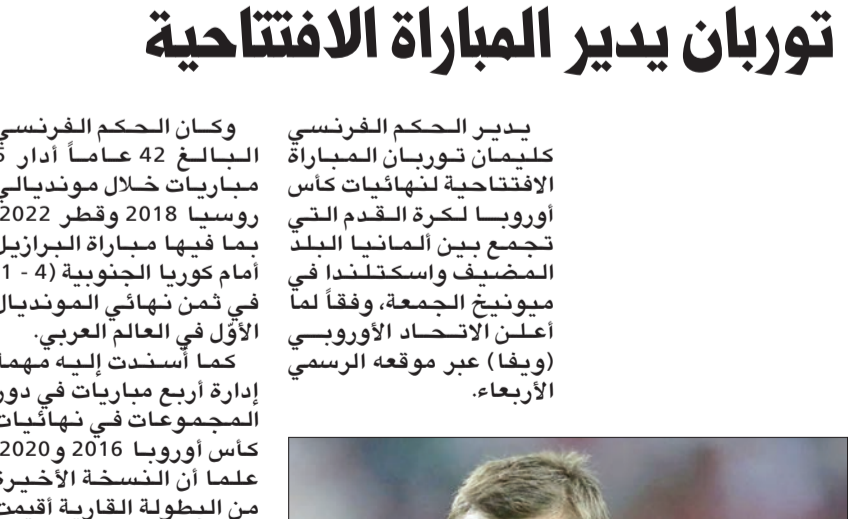 توربان يدير المباراة الافتتاحية
يدير الحكم الفرنسي
كليمان توربان المباراة
الافتتاحية لنهائيات كأس
أوروبا لكرة القدم التي
تجمع بين ألمانيا البلد
المضيف واسكتلندا في
ميونيخ الجمعة، وفقاً لما
أعلن الاتحاد الأوروبي
(ويفا) عبر موقعه الرسمي
الأربعاء.
وكان الحكم الفرنسي
البالغ 42 عاماً أدار 5
مباريات خلال مونديالي
روسيا 2018 وقطر 2022
بما فيها مباراة البرازيل
أمام كوريا الجنوبية (4 - 1
في ثمن نهائي المونديال
الأوّل في العالم العربي.
كما أُسندت إليه مهمة
إدارة أربع مباريات في دور
المجموعات في نهائيات
كأس أوروبا 2016 و2020
علما أن النسخة الأخيرة
من البطولة القارية أقيمت